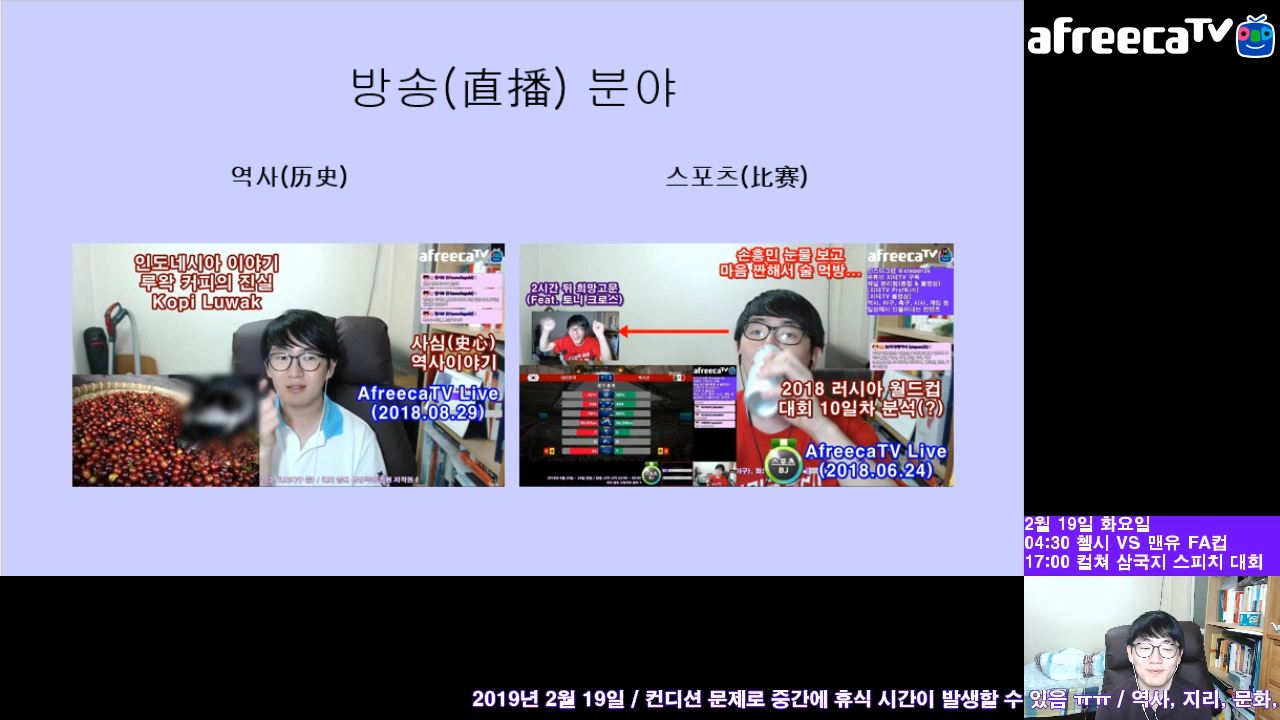 방송(直播) 분야
역사(历史)
스포츠(比赛)
인도네시아 이야기
루왁 커피의 진실
Kopi Luwak
afreecaTV
사심(史心)
역사이야기
AfreecaTV Live
(2018.08.29)
손흥민 눈물 보고
마음 짠해서 술 먹방...
2시간 뒤 희망고문
(Feat. 토니 크로스)
afreecaTV
afreecaTV
2018 러시아 월드컵
대회 10일차 분석(?)
스포츠
BJ
AfreecaTV Live
(2018.06.24)
afreecaTV
2월 19일 화요일
04:30 첼시 VS 맨유 FA컵
17:00 컬쳐 삼국지 스피치 대회
2019년 2월 19일 / 컨디션 문제로 중간에 휴식 시간이 발생할 수 있음 ㅠㅠ / 역사, 지리, 문화,